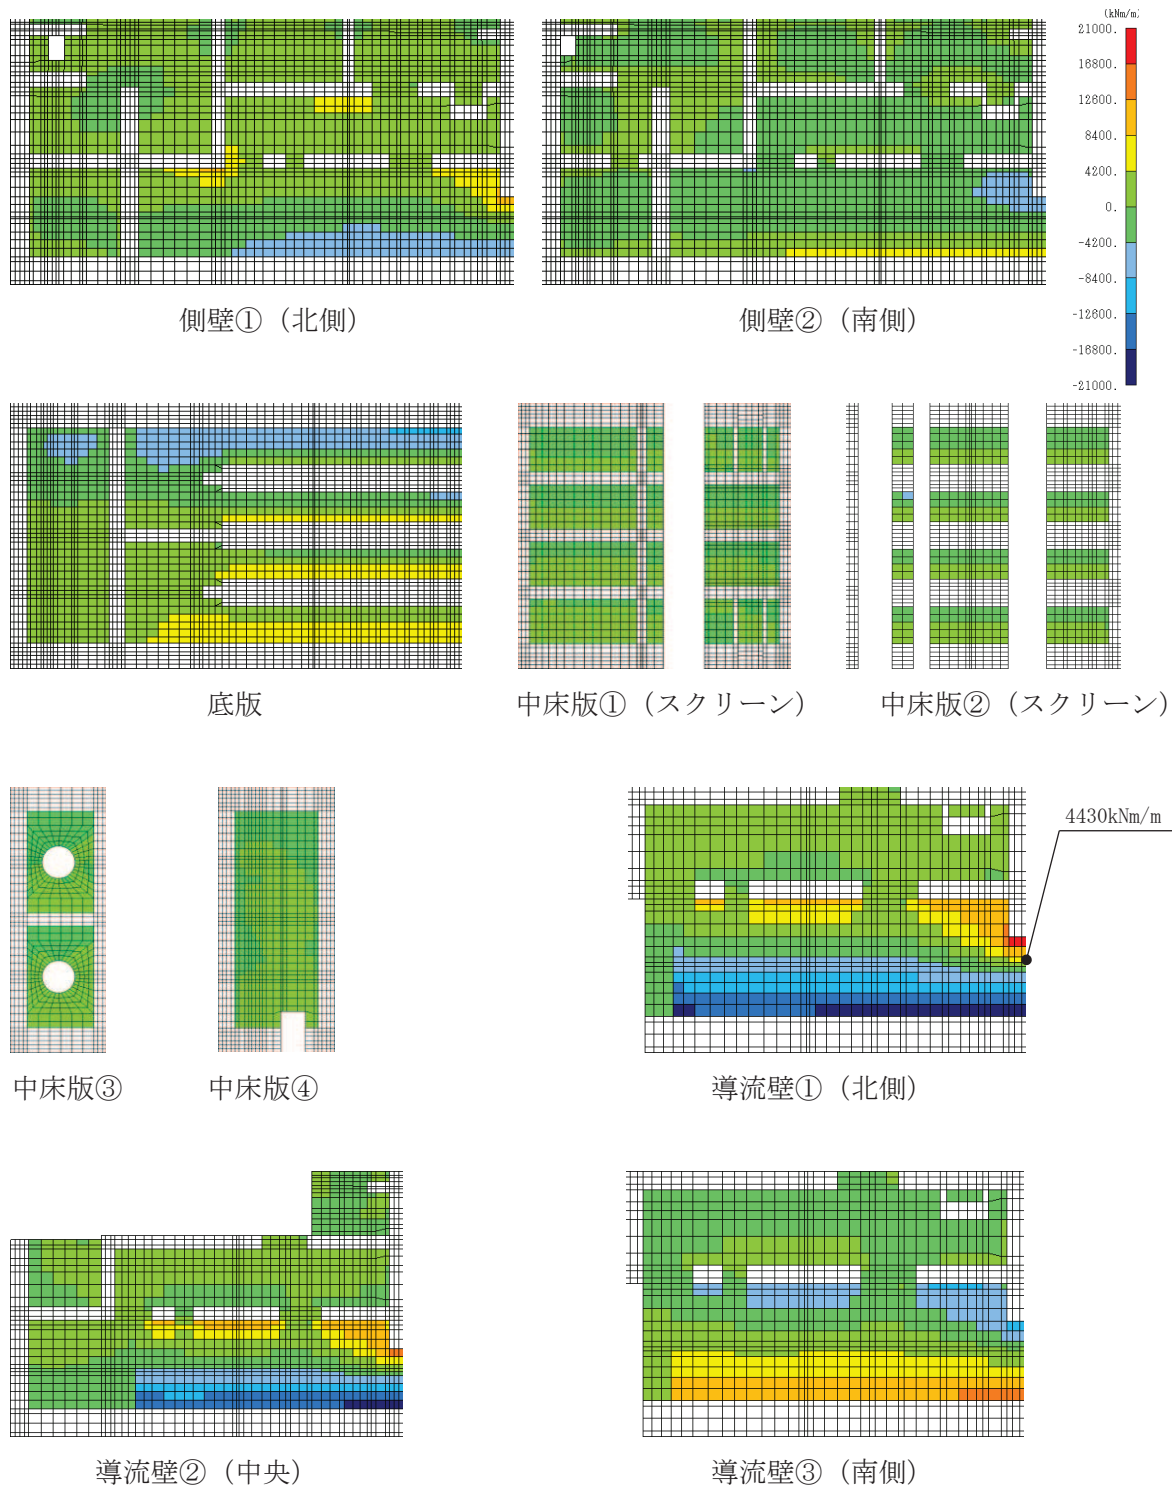 (kNm/m)
21000.
16800.
12600.
8400.
4200.
0.
-4200.
-8400.
-12600.
-16800.
-21000.
側壁①（北側）
側壁②（南側）
底版
中床版①（スクリーン）
中床版②（スクリーン）
4430kNm/m
中床版③
中床版④
導流壁①（北側）
導流壁②（中央）
導流壁③（南側）